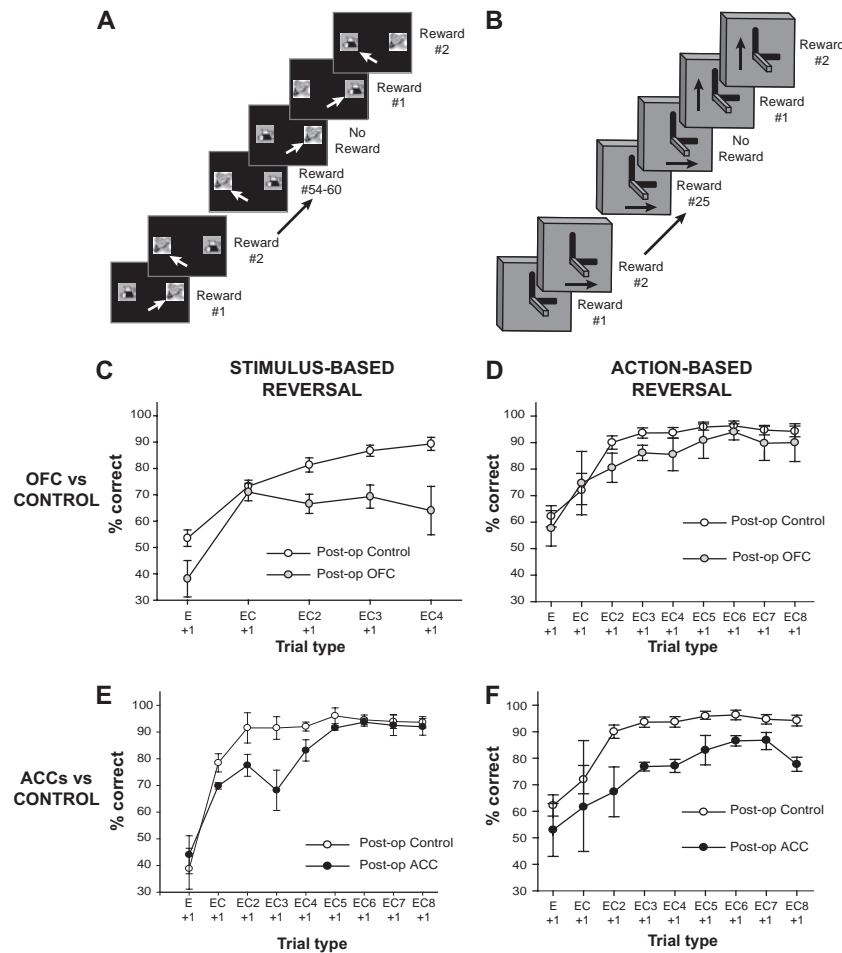 A
Reward
#2
Reward
#1
No
Reward
Reward
#54-60
Reward
#2
Reward
#1
B
Reward
#2
Reward
#1
No
Reward
Reward
#25
Reward
#2
Reward
#1
C
STIMULUS-BASED
REVERSAL
OFC vs
CONTROL
% correct
100
90
80
70
60
50
40
30
Post-op Control
Post-op OFC
E EC EC2 EC3 EC4
+1 +1 +1 +1 +1
Trial type
D
ACTION-BASED
REVERSAL
% correct
100
90
80
70
60
50
40
30
Post-op Control
Post-op OFC
E EC EC2 EC3 EC4 EC5 EC6 EC7 EC8
+1 +1 +1 +1 +1 +1 +1 +1 +1
Trial type
E
ACCs vs
CONTROL
% correct
100
90
80
70
60
50
40
30
Post-op Control
Post-op ACC
E EC EC2 EC3 EC4 EC5 EC6 EC7 EC8
+1 +1 +1 +1 +1 +1 +1 +1 +1
Trial type
F
% correct
100
90
80
70
60
50
40
30
Post-op Control
Post-op ACC
E EC EC2 EC3 EC4 EC5 EC6 EC7 EC8
+1 +1 +1 +1 +1 +1 +1 +1 +1
Trial type